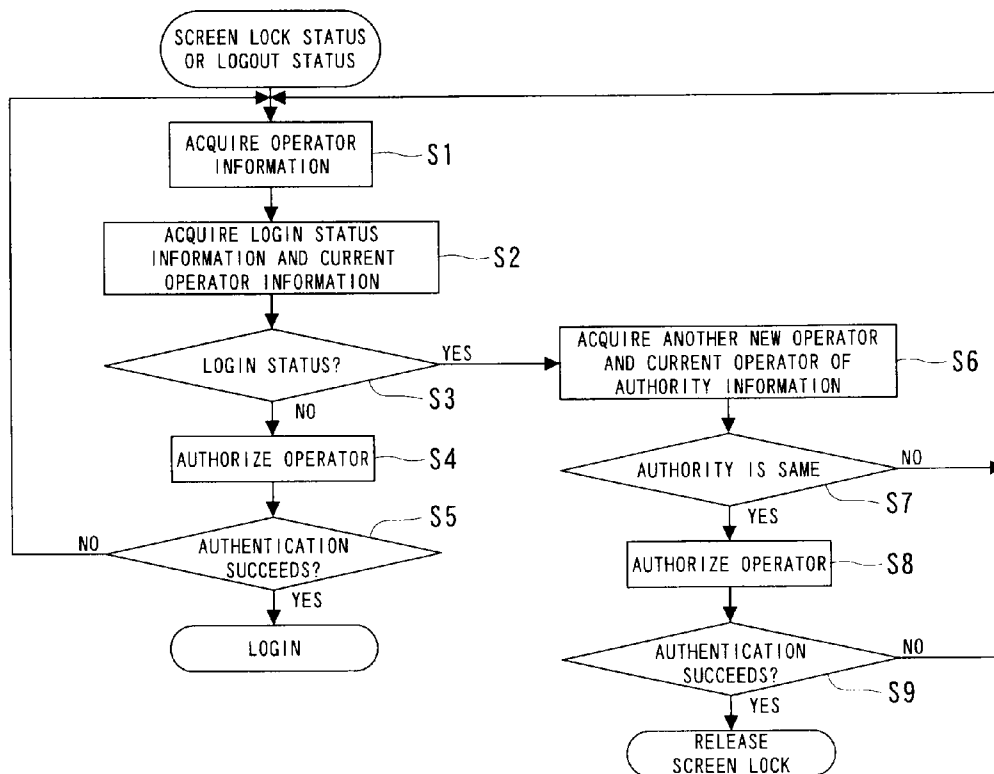 SCREEN LOCK STATUS
OR LOGOUT STATUS
ACQUIRE OPERATOR
INFORMATION
S1
ACQUIRE LOGIN STATUS
INFORMATION AND CURRENT
OPERATOR INFORMATION
S2
LOGIN STATUS?
YES
S3
NO
AUTHORIZE OPERATOR
S4
AUTHENTICATION
SUCCEEDS?
S5
NO
YES
LOGIN
ACQUIRE ANOTHER NEW OPERATOR
AND CURRENT OPERATOR OF
AUTHORITY INFORMATION
S6
AUTHORITY IS SAME
NO
S7
YES
AUTHORIZE OPERATOR
S8
AUTHENTICATION
SUCCEEDS?
NO
S9
YES
RELEASE
SCREEN LOCK